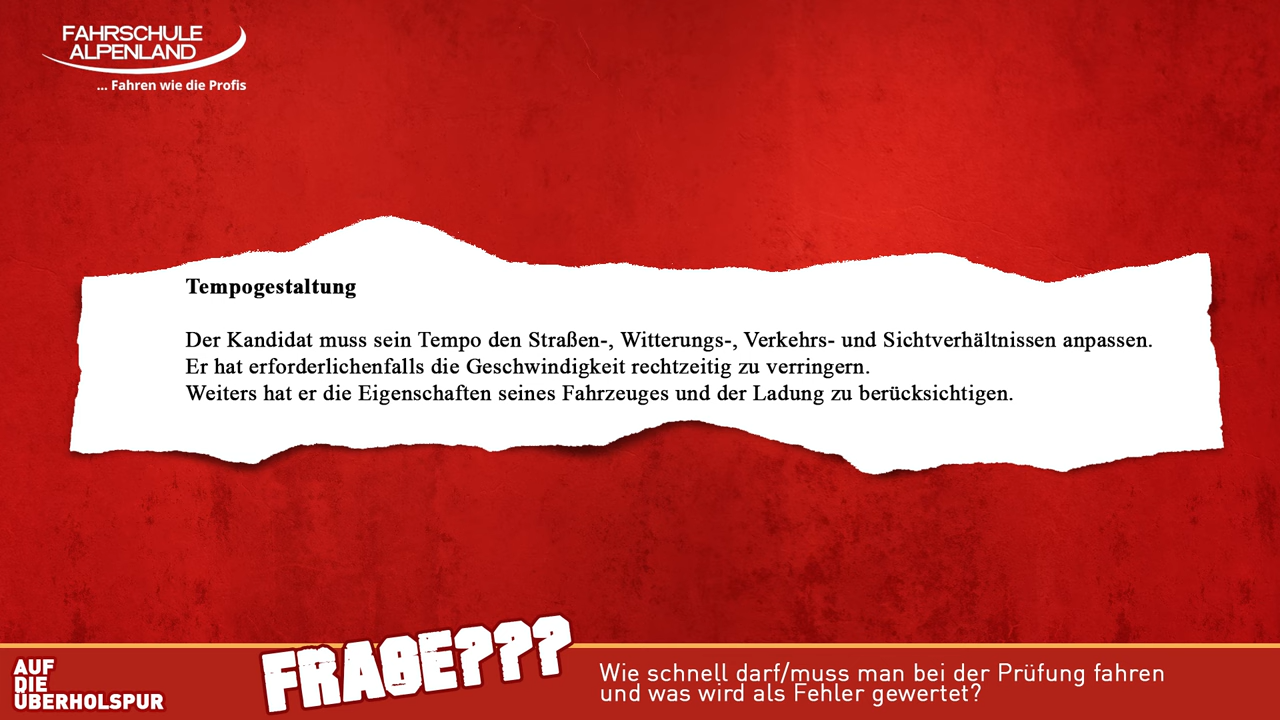 FAHRSCHULE
ALPENLAND
... Fahren wie die Profis
Tempogestaltung
Der Kandidat muss sein Tempo den Straßen-, Witterungs-, Verkehrs- und Sichtverhältnissen anpassen.
Er hat erforderlichenfalls die Geschwindigkeit rechtzeitig zu verringern.
Weiters hat er die Eigenschaften seines Fahrzeuges und der Ladung zu berücksichtigen.
AUF
DIE
ÜBERHOLSPUR
FRAGE???
Wie schnell darf/muss man bei der Prüfung fahren
und was wird als Fehler gewertet?